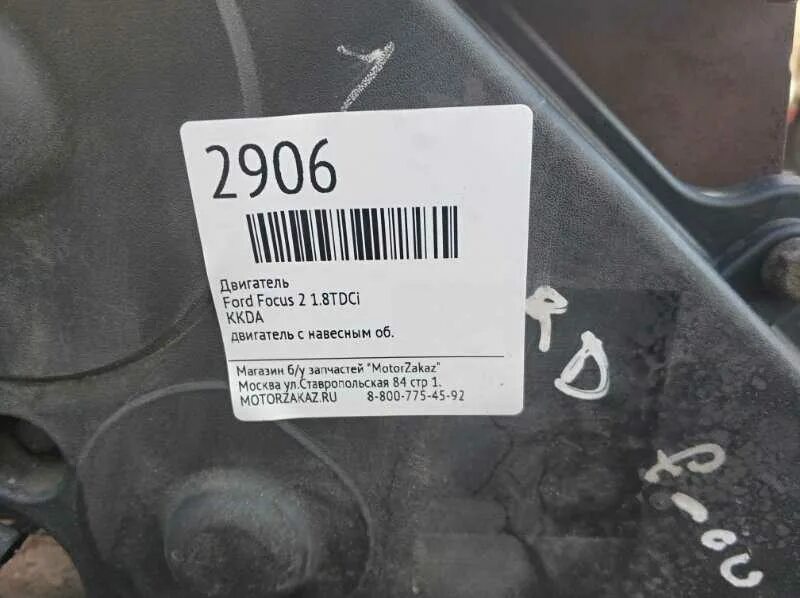 2906
Двигатель
Ford Focus 2 1.8TDCi
KKDA
двигатель с навесным об.
Магазин б/у запчастей "MotorZakaz"
Москва ул.Ставропольская 84 стр 1.
MOTORZAKAZ.RU 8-800-775-45-92